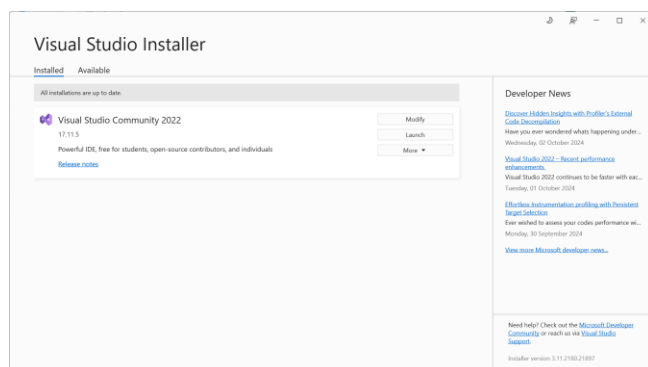 Visual Studio Installer
Installed Available
All installations are up to date.
Visual Studio Community 2022
17.11.5
Powerful IDE, free for students, open-source contributors, and individuals
Release notes
Modify
Launch
More
Developer News
Discover Hidden Insights with Profiler's External
Code Decompilation
Have you ever wondered whats happening under...
Wednesday, 02 October 2024
Visual Studio 2022 – Recent performance
enhancements
Visual Studio 2022 continues to be faster with eac...
Tuesday, 01 October 2024
Effortless Instrumentation profiling with Persistent
Target Selection
Ever wished to assess your codes performance wi...
Monday, 30 September 2024
View more Microsoft developer news...
Need help? Check out the Microsoft Developer
Community or reach us via Visual Studio
Support.
Installer version 3.11.2180.21897